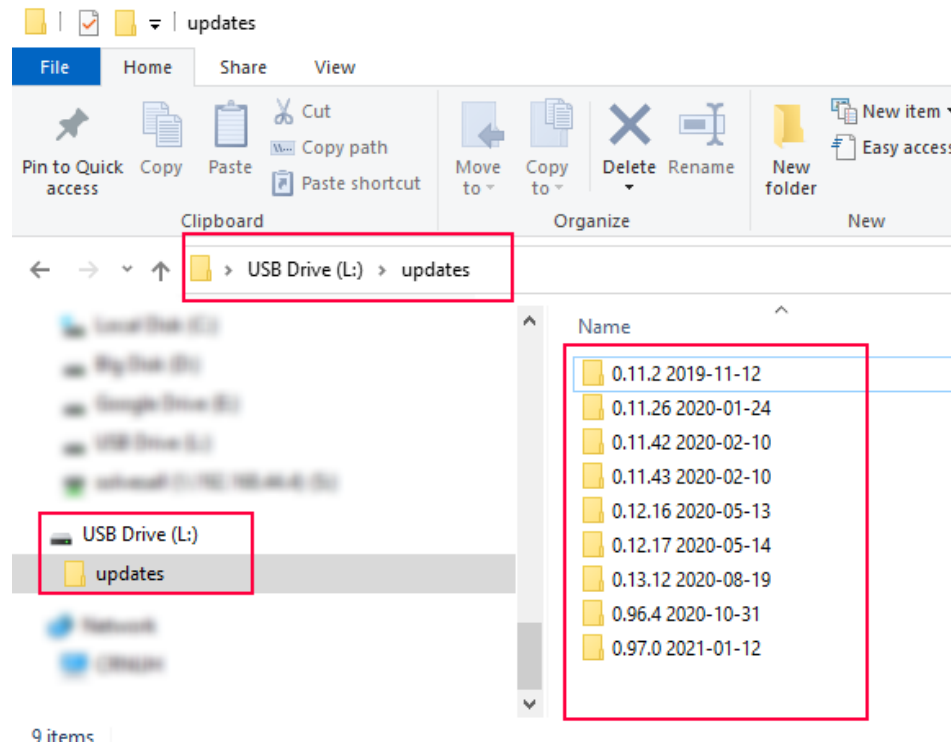 updates
File Home Share View
Pin to Quick access
Copy
Paste
Cut
Copy path
Paste shortcut
Move to
Copy to
Delete
Rename
New folder
New item
Easy access
Clipboard Organize New
USB Drive (L:) updates
Name
USB Drive (L:)
updates
0.11.2 2019-11-12
0.11.26 2020-01-24
0.11.42 2020-02-10
0.11.43 2020-02-10
0.12.16 2020-05-13
0.12.17 2020-05-14
0.13.12 2020-08-19
0.96.4 2020-10-31
0.97.0 2021-01-12
9 items